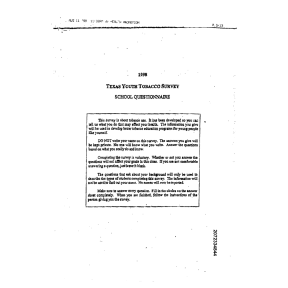 1998
TEXAS YOUTH TOBACCO SURVEY
SCHOOL QUESTIONNAIRE
This survey is about tobacco use. It has been developed so you can
tell us what you do that may affect your health. The information you give
will be used to develop better tobacco education programs for young people
like yourself.
DO NOT write your name on this survey. The answers you give will
be kept private. No one will know what you write. Answer the questions
based on what you really do and know.
Completing the survey is voluntary. Whether or not you answer the
questions will not affect your grade in this class. If you are not comfortable
answering a question, just leave it blank.
The questions that ask about your background will only be used to
describe the types of students completing this survey. The information will
not be used to find out your name. No names will ever be reported.
Make sure to answer every question. Fill in the circles on the answer
sheet completely. When you are finished, follow the instructions of the
person giving you the survey.